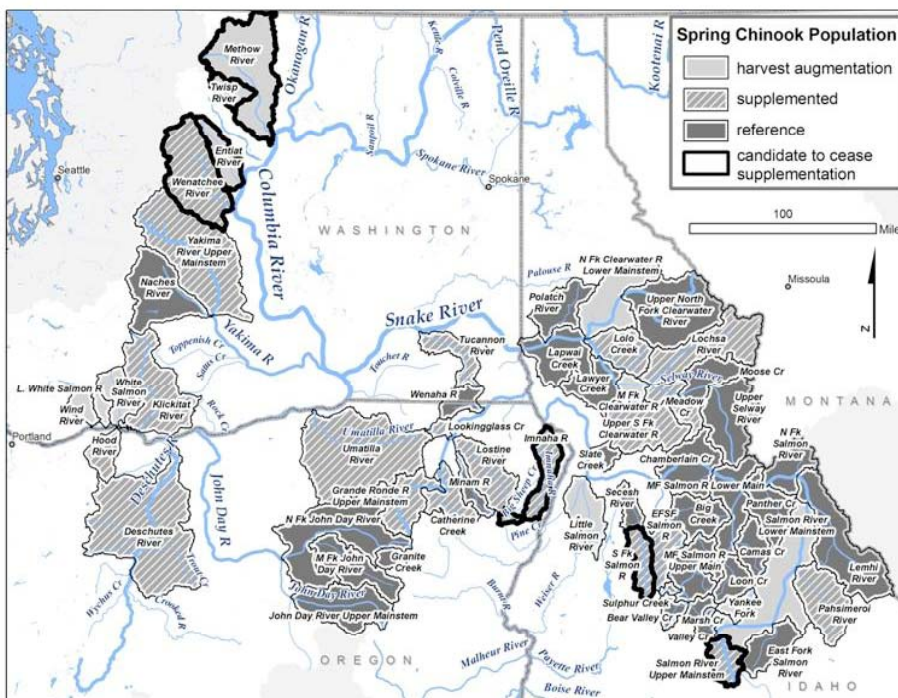 Spring Chinook Population
harvest augmentation
supplemented
reference
candidate to cease
supplementation
100
Mile
N
Methow
River
Twisp
River
Okanogan R
Kettle R
Colville R
Pend Oreille R
Kootenai R
Sanpoil R
Entiat
River
Wenatchee
River
Seattle
Spokane River
Spokane
Columbia River
WASHINGTON
Yakima
River Upper
Mainstem
Naches
River
Yakima R
Snake River
Palouse R
N Fk Clearwater R
Lower Mainstem
Missoula
Potlatch
River
Upper North
Fork Clearwater
River
Toppenish Cr
Satus Cr
Touchet R
Tucannon
River
Lolo
Creek
Lochsa
River
Lapwai
Creek
Lawyer
Creek
Moose Cr
Selway River
L. White Salmon R
White
Salmon
River
Wind
River
Klickitat
River
Rock Cr
Wenaha R
M Fk
Clearwater R
Meadow
Cr
Upper
Selway
River
MONTANA
Upper S Fk
Clearwater R
Portland
Hood
River
Deschutes R
Umatilla River
Umatilla
River
Lookingglass Cr
Lostine
River
Imnaha R
Imnaha R
Slate
Creek
Chamberlain Cr
N Fk
Salmon
River
John Day R
Grande Ronde R
Upper Mainstem
Minam R
Big Sheep Cr
MF Salmon R Lower Main
Secesh
River
EFSF
Salmon
R
Big
Creek
Panther Cr
Salmon River
Lower Mainstem
Deschutes
River
N Fk John Day River
Catherine
Creek
Pine Cr
Little
Salmon
River
S Fk
Salmon
R
MF Salmon R
Upper Main
Camas Cr
M Fk John
Day River
Granite
Creek
Loon Cr
Lemhi
River
Trout Cr
John Day River
Burnt R
Weiser R
Sulphur Creek
Yankee
Fork
Pahsimeroi
River
Wychus Cr
Crooked R
John Day River Upper Mainstem
Bear Valley Cr
Marsh Cr
Valley Cr
Malheur River
Payette River
Salmon River
Upper Mainstem
East Fork
Salmon
River
OREGON
Boise River
IDAHO